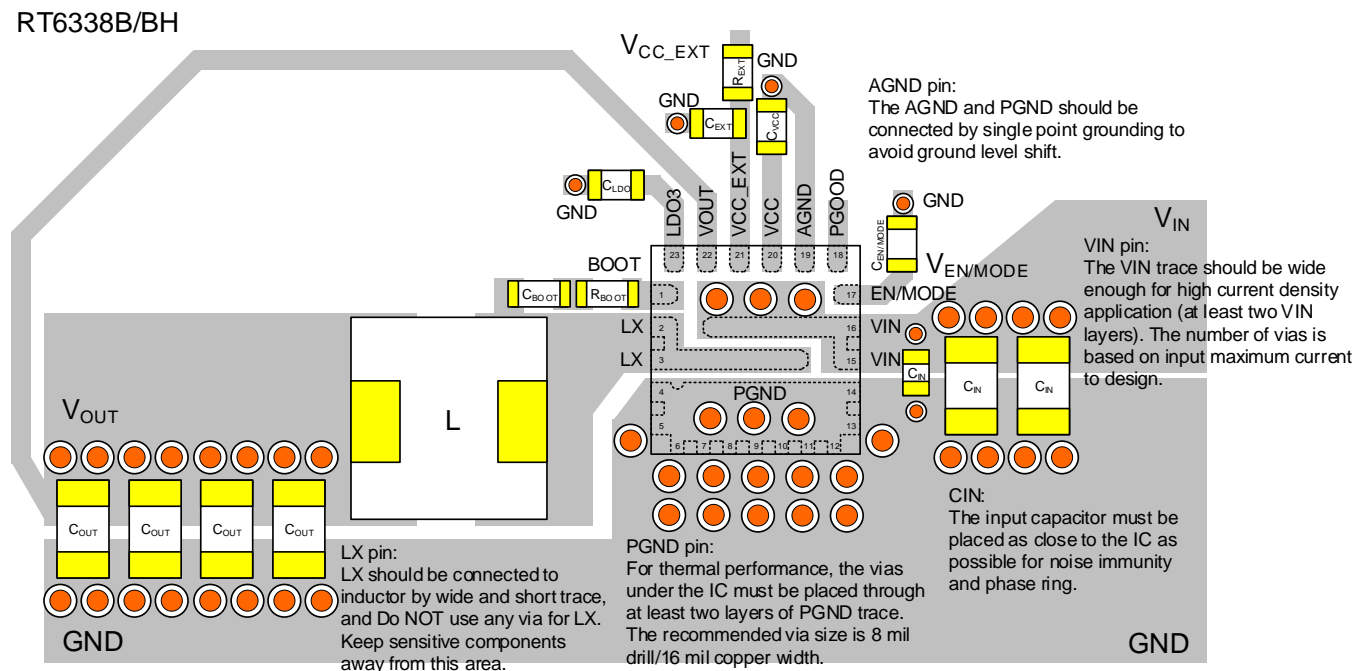 RT6338B/BH
VCC_EXT
REXT
GND
GND
CEXT
CVCC
AGND pin:
The AGND and PGND should be
connected by single point grounding to
avoid ground level shift.
CLDO
GND
LDO3
VOUT
VCC_EXT
VCC
AGND
PGOOD
GND
CEN/MODE
VIN
VIN pin:
The VIN trace should be wide
enough for high current density
application (at least two VIN
layers). The number of vias is
based on input maximum current
to design.
23
22
21
20
19
18
VEN/MODE
BOOT
CBOOT
RBOOT
1
17
EN/MODE
LX
2
16
VIN
LX
3
15
VIN
CIN
CIN
CIN
4
PGND
14
5
13
6
7
8
9
10
11
12
VOUT
L
COUT
COUT
COUT
COUT
CIN:
The input capacitor must be
placed as close to the IC as
possible for noise immunity
and phase ring.
LX pin:
LX should be connected to
inductor by wide and short trace,
and Do NOT use any via for LX.
Keep sensitive components
away from this area.
PGND pin:
For thermal performance, the vias
under the IC must be placed through
at least two layers of PGND trace.
The recommended via size is 8 mil
drill/16 mil copper width.
GND
GND